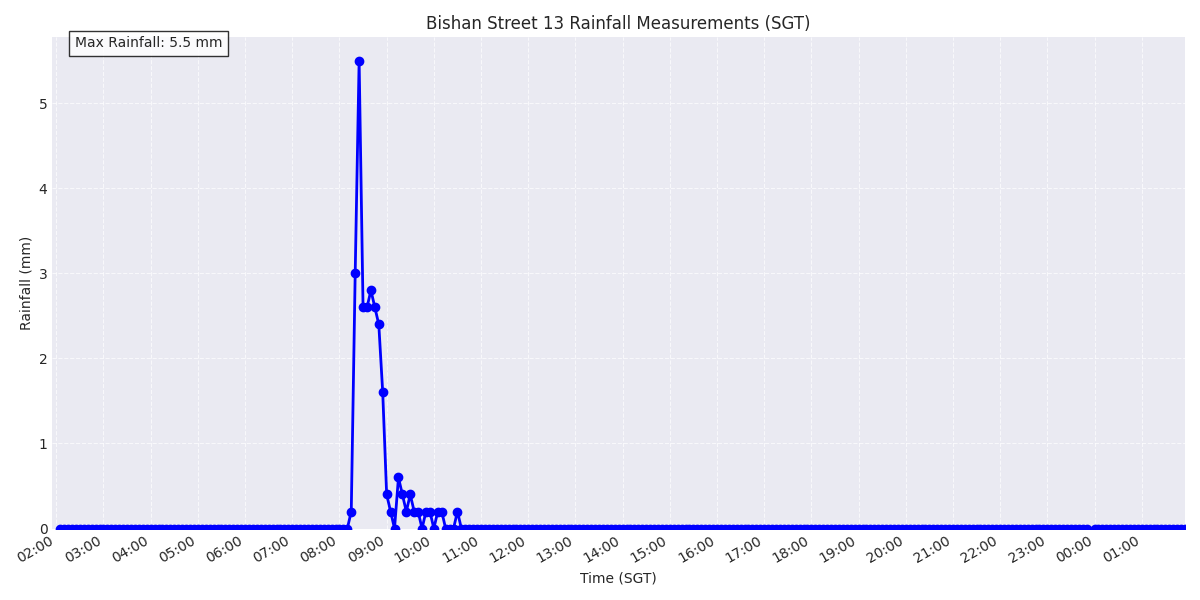 Bishan Street 13 Rainfall Measurements (SGT)
Max Rainfall: 5.5 mm
Rainfall (mm)
5
4
3
2
1
0
02:00 03:00 04:00 05:00 06:00 07:00 08:00 09:00 10:00 11:00 12:00 13:00 14:00 15:00 16:00 17:00 18:00 19:00 20:00 21:00 22:00 23:00 00:00 01:00
Time (SGT)